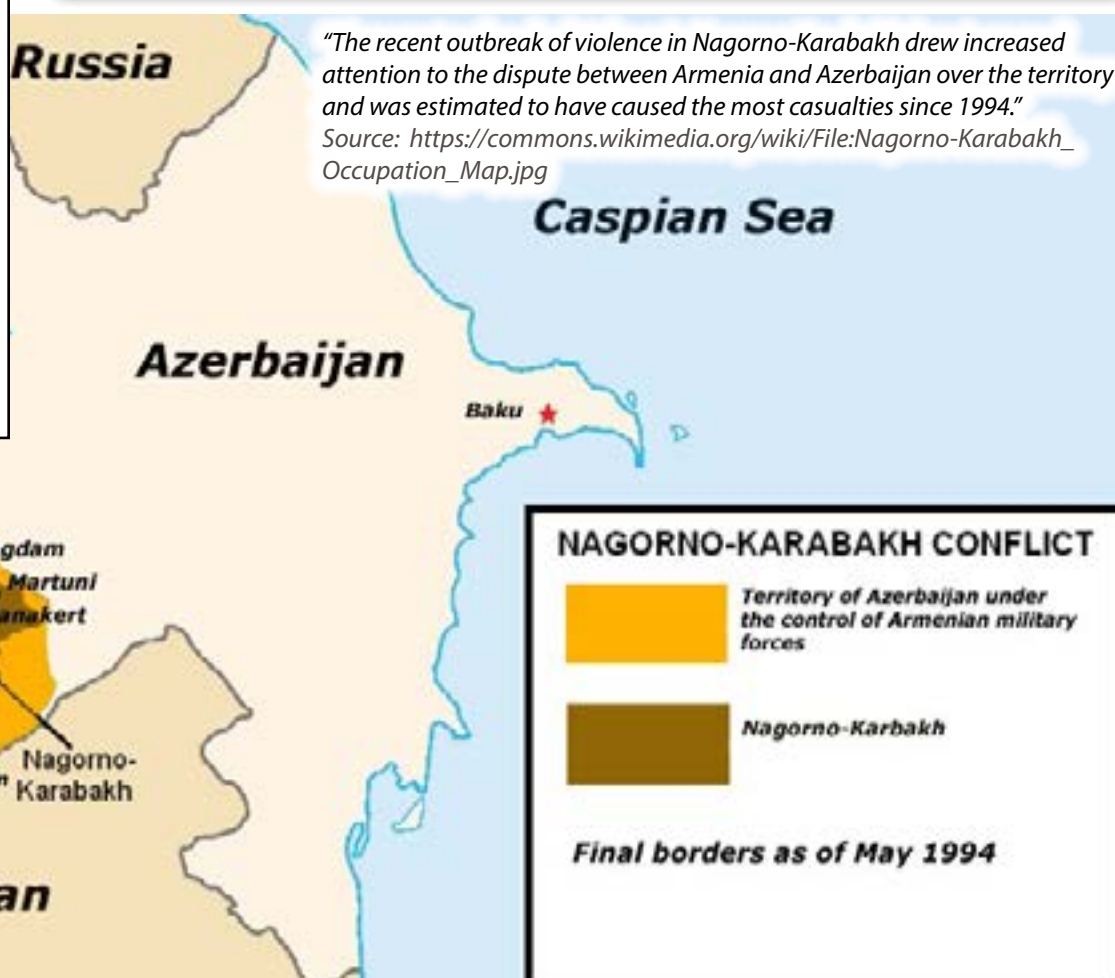 Russia
“The recent outbreak of violence in Nagorno-Karabakh drew increased
attention to the dispute between Armenia and Azerbaijan over the territory
and was estimated to have caused the most casualties since 1994.”
Source: https://commons.wikimedia.org/wiki/File:Nagorno-Karabakh_
Occupation_Map.jpg
Caspian Sea
Azerbaijan
Baku
gdam
Martuni
anakert
Nagorno-
Karabakh
n
an
NAGORNO-KARABAKH CONFLICT
Territory of Azerbaijan under
the control of Armenian military
forces
Nagorno-Karbakh
Final borders as of May 1994